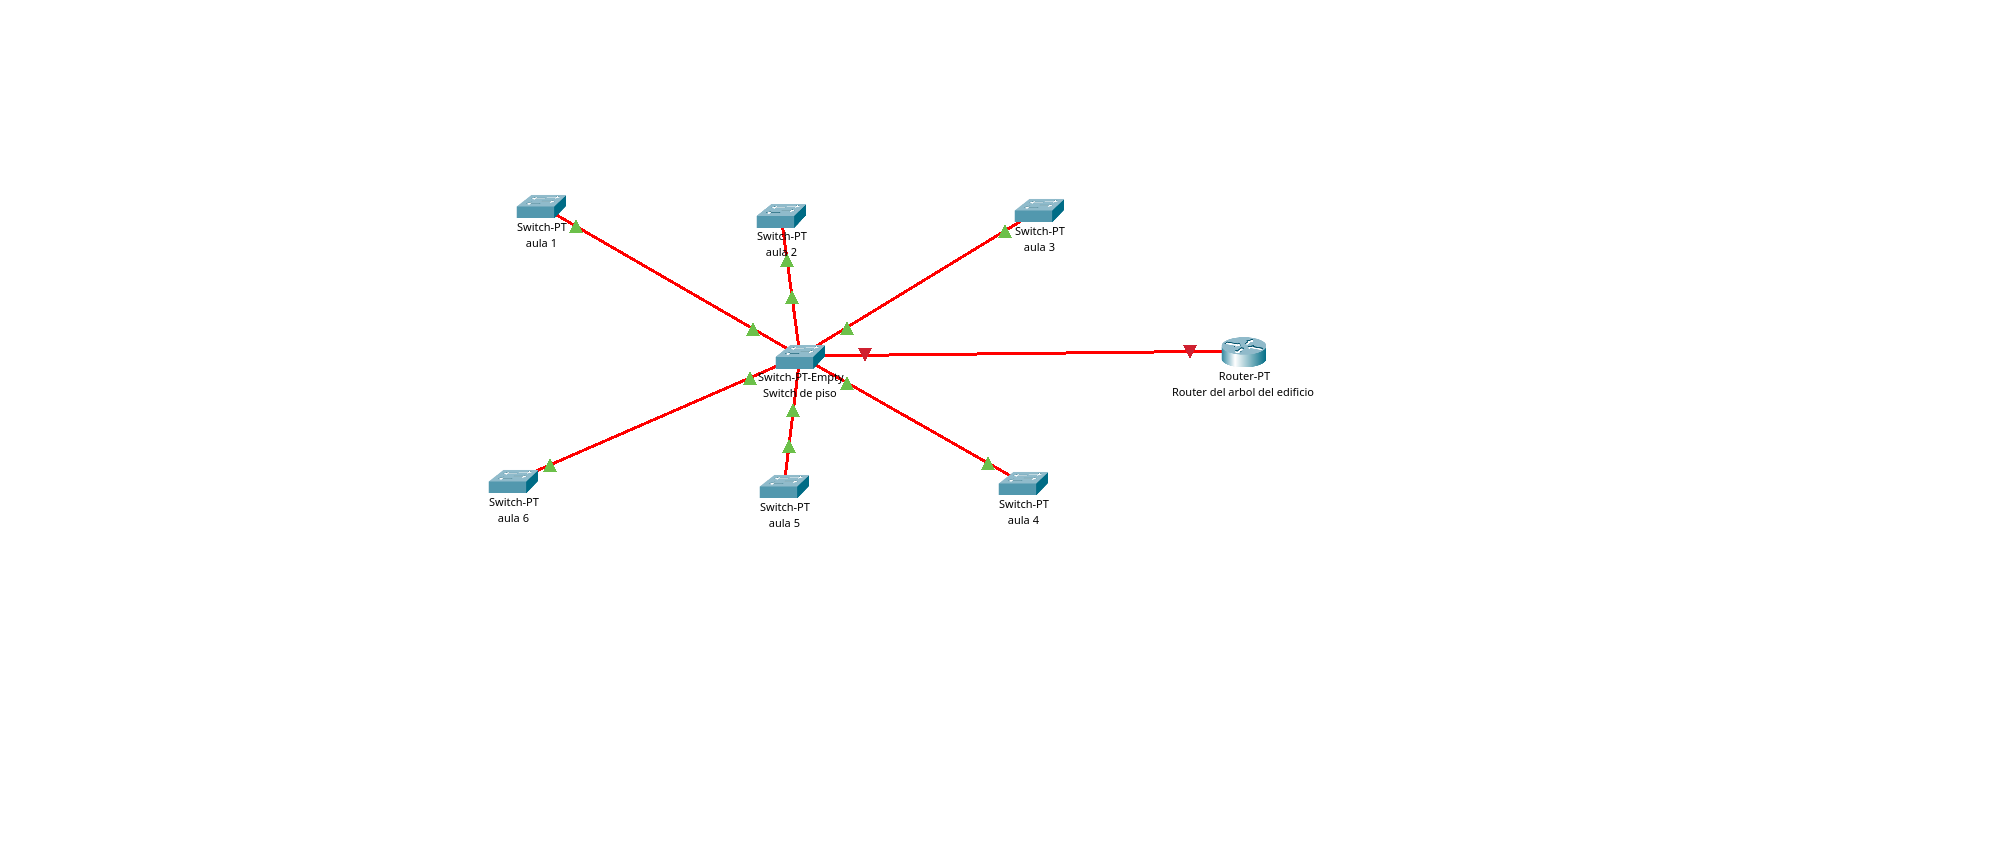 Switch-PT
aula 1
Switch-PT
aula 2
Switch-PT
aula 3
Switch-PT-Empty
Switch de piso
Router-PT
Router del arbol del edificio
Switch-PT
aula 6
Switch-PT
aula 5
Switch-PT
aula 4